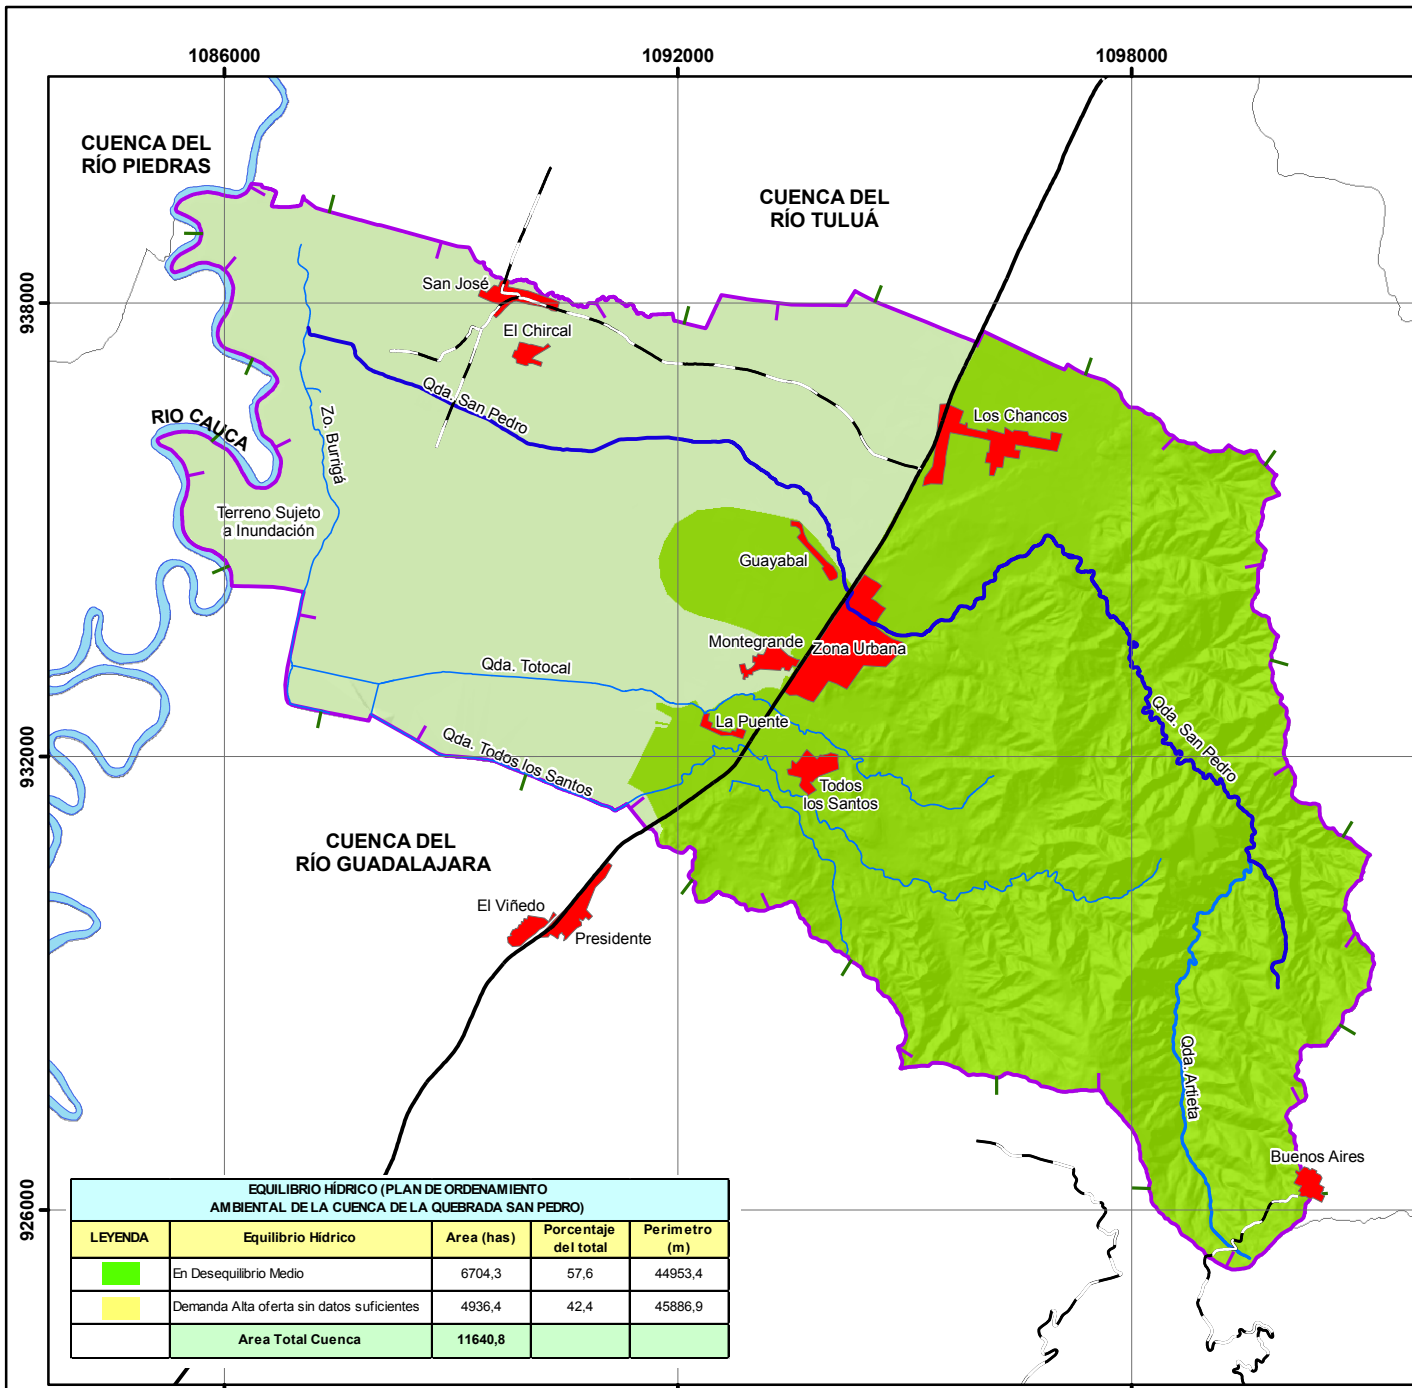 1086000
1092000
1098000
CUENCA DEL
RÍO PIEDRAS
CUENCA DEL
RÍO TULUÁ
938000
San José
El Chircal
Qda. San Pedro
RIO CAUCA
Zo. Burrigá
Los Chancos
Terreno Sujeto
a Inundación
Guayabal
Montegrande
Zona Urbana
Qda. Totocal
Qda. San Pedro
La Puente
Qda. Todos los Santos
932000
Todos
los Santos
CUENCA DEL
RÍO GUADALAJARA
El Viñedo
Presidente
Qda. Artieta
Buenos Aires
926000
EQUILIBRIO HÍDRICO (PLAN DE ORDENAMIENTO
AMBIENTAL DE LA CUENCA DE LA QUEBRADA SAN PEDRO)
LEYENDA Equilibrio Hídrico Area (has) Porcentaje del total Perimetro (m)
En Desequilibrio Medio 6704,3 57,6 44953,4
Demanda Alta oferta sin datos suficientes 4936,4 42,4 45886,9
Area Total Cuenca 11640,8